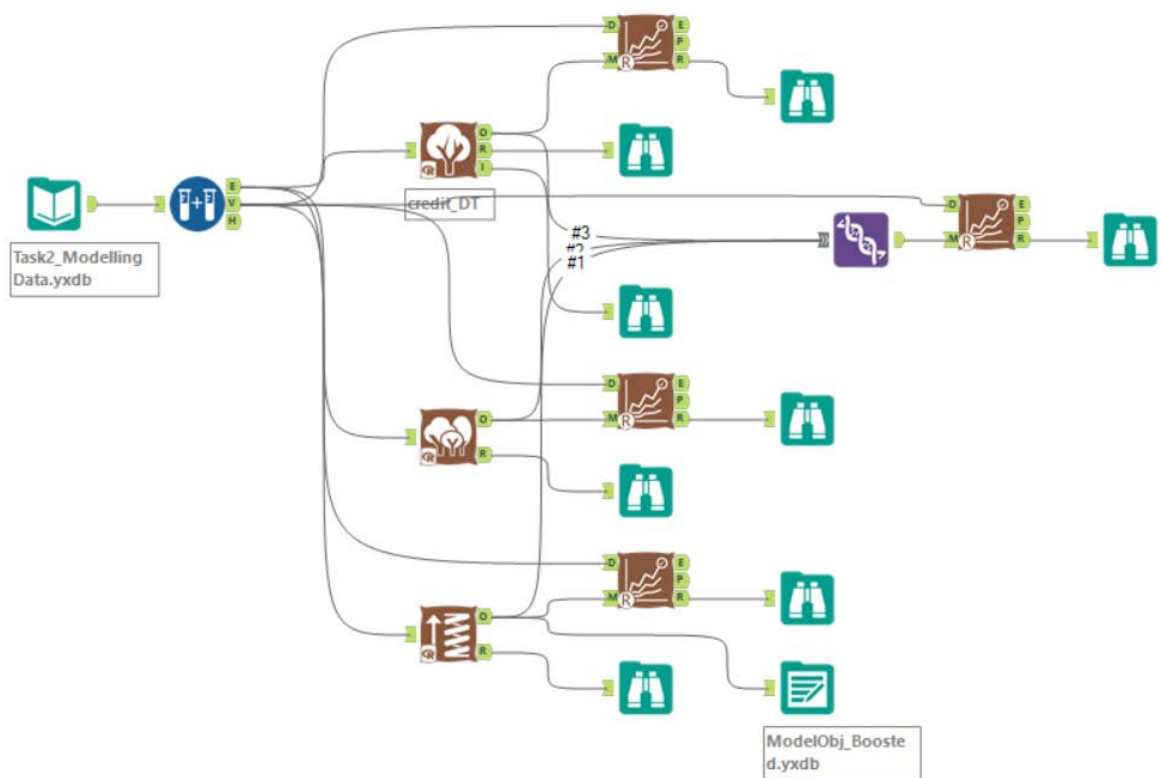 D
E
P
M
R
R
O
R
R
I
credit_DT
E
V
H
Task2_Modelling
Data.yxdb
#3
#2
#1
D
E
P
M
R
R
D
E
P
M
R
R
O
R
R
D
E
P
M
R
R
O
R
R
ModelObj_Booste
d.yxdb